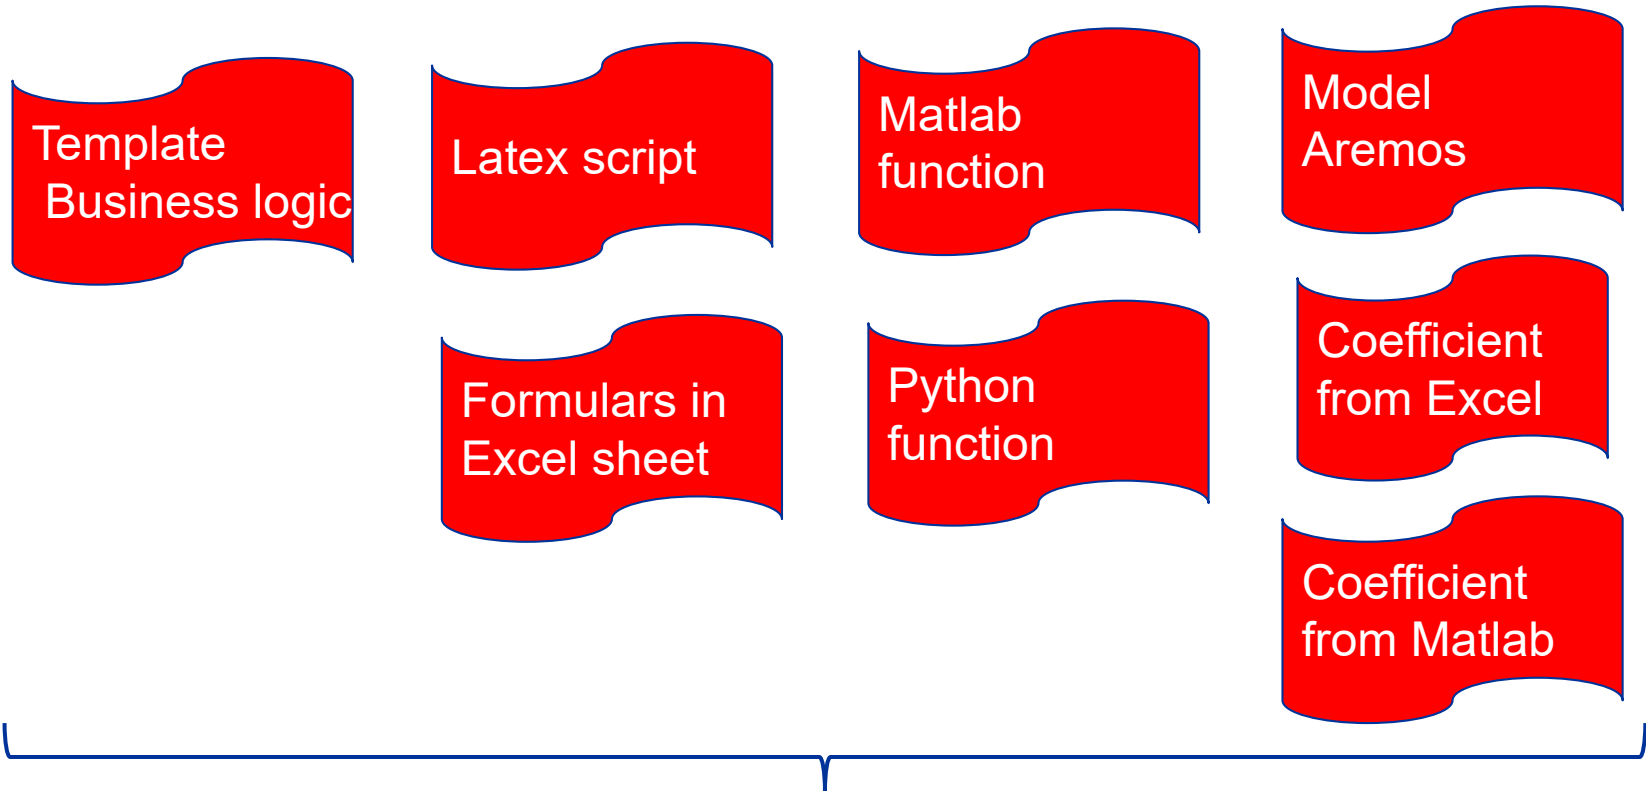 Template
Business logic
Latex script
Matlab
function
Model
Aremos
Formulars in
Excel sheet
Python
function
Coefficient
from Excel
Coefficient
from Matlab